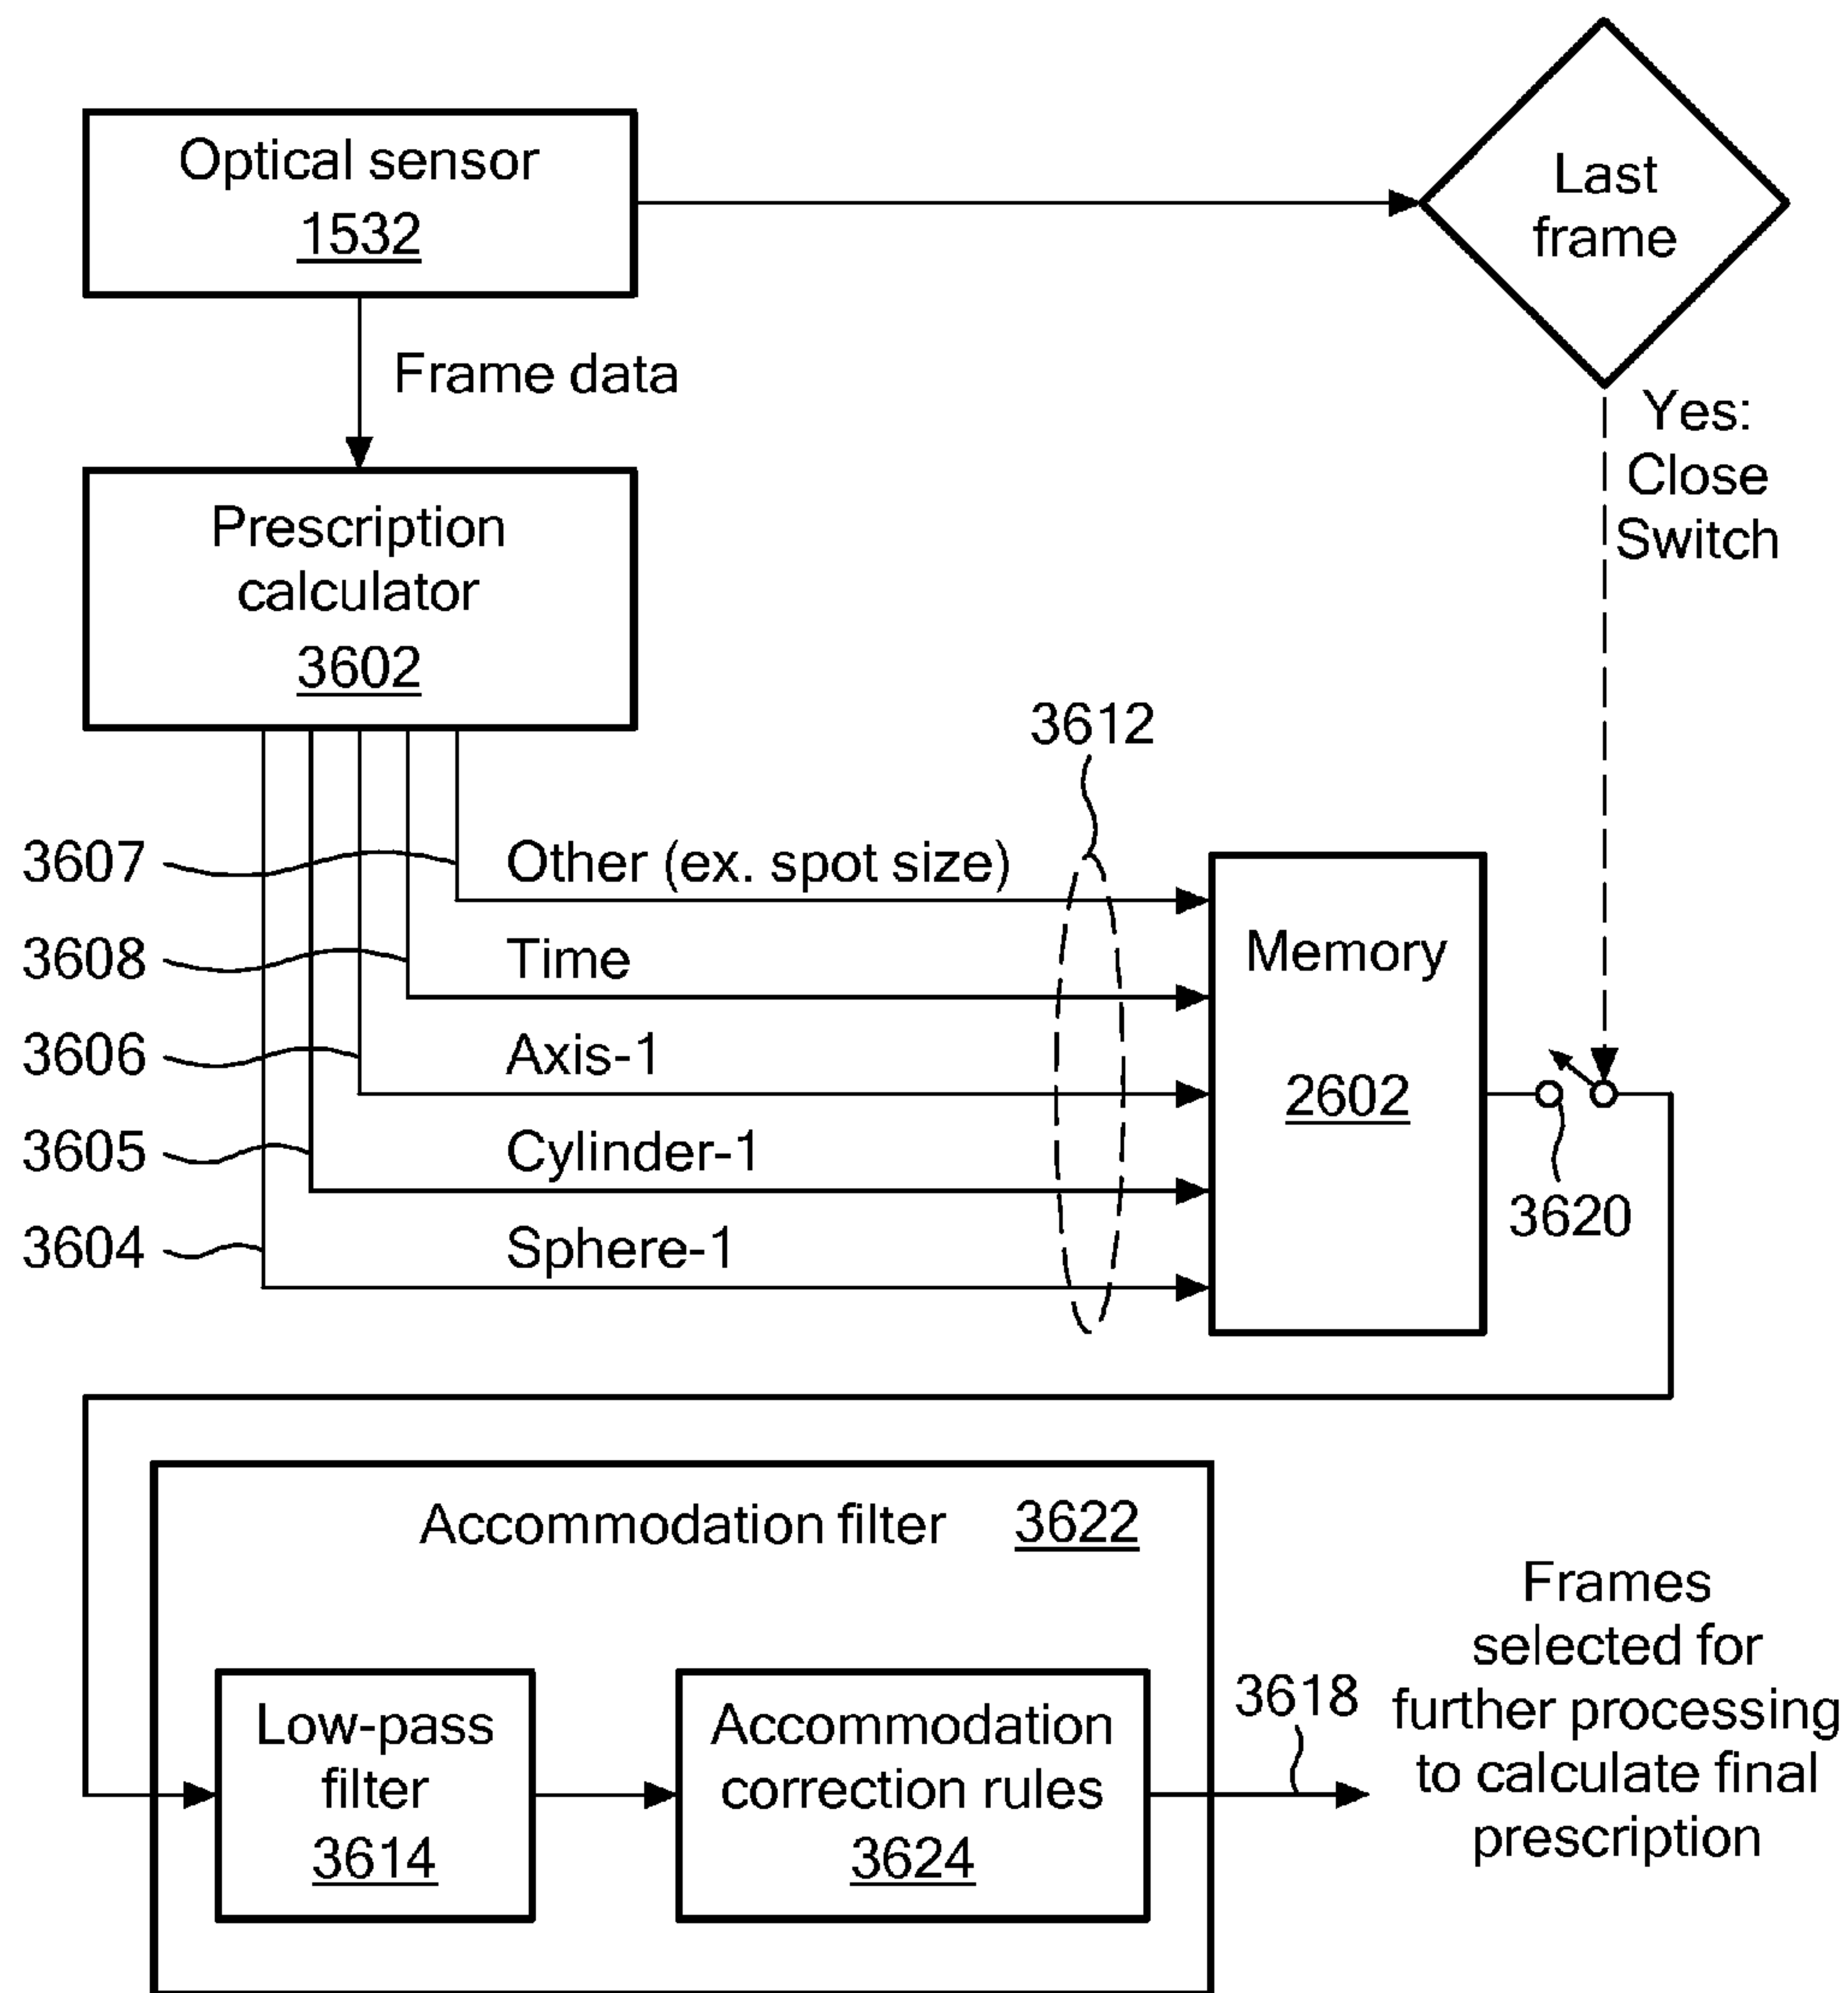 Optical sensor
1532
Last
frame
Frame data
Yes:
Close
Switch
Prescription
calculator
3602
3612
3607
Other (ex. spot size)
3608
Time
Memory
2602
3606
Axis-1
3605
Cylinder-1
3620
3604
Sphere-1
Accommodation filter 3622
Low-pass
filter
3614
Accommodation
correction rules
3624
3618
Frames
selected for
further processing
to calculate final
prescription